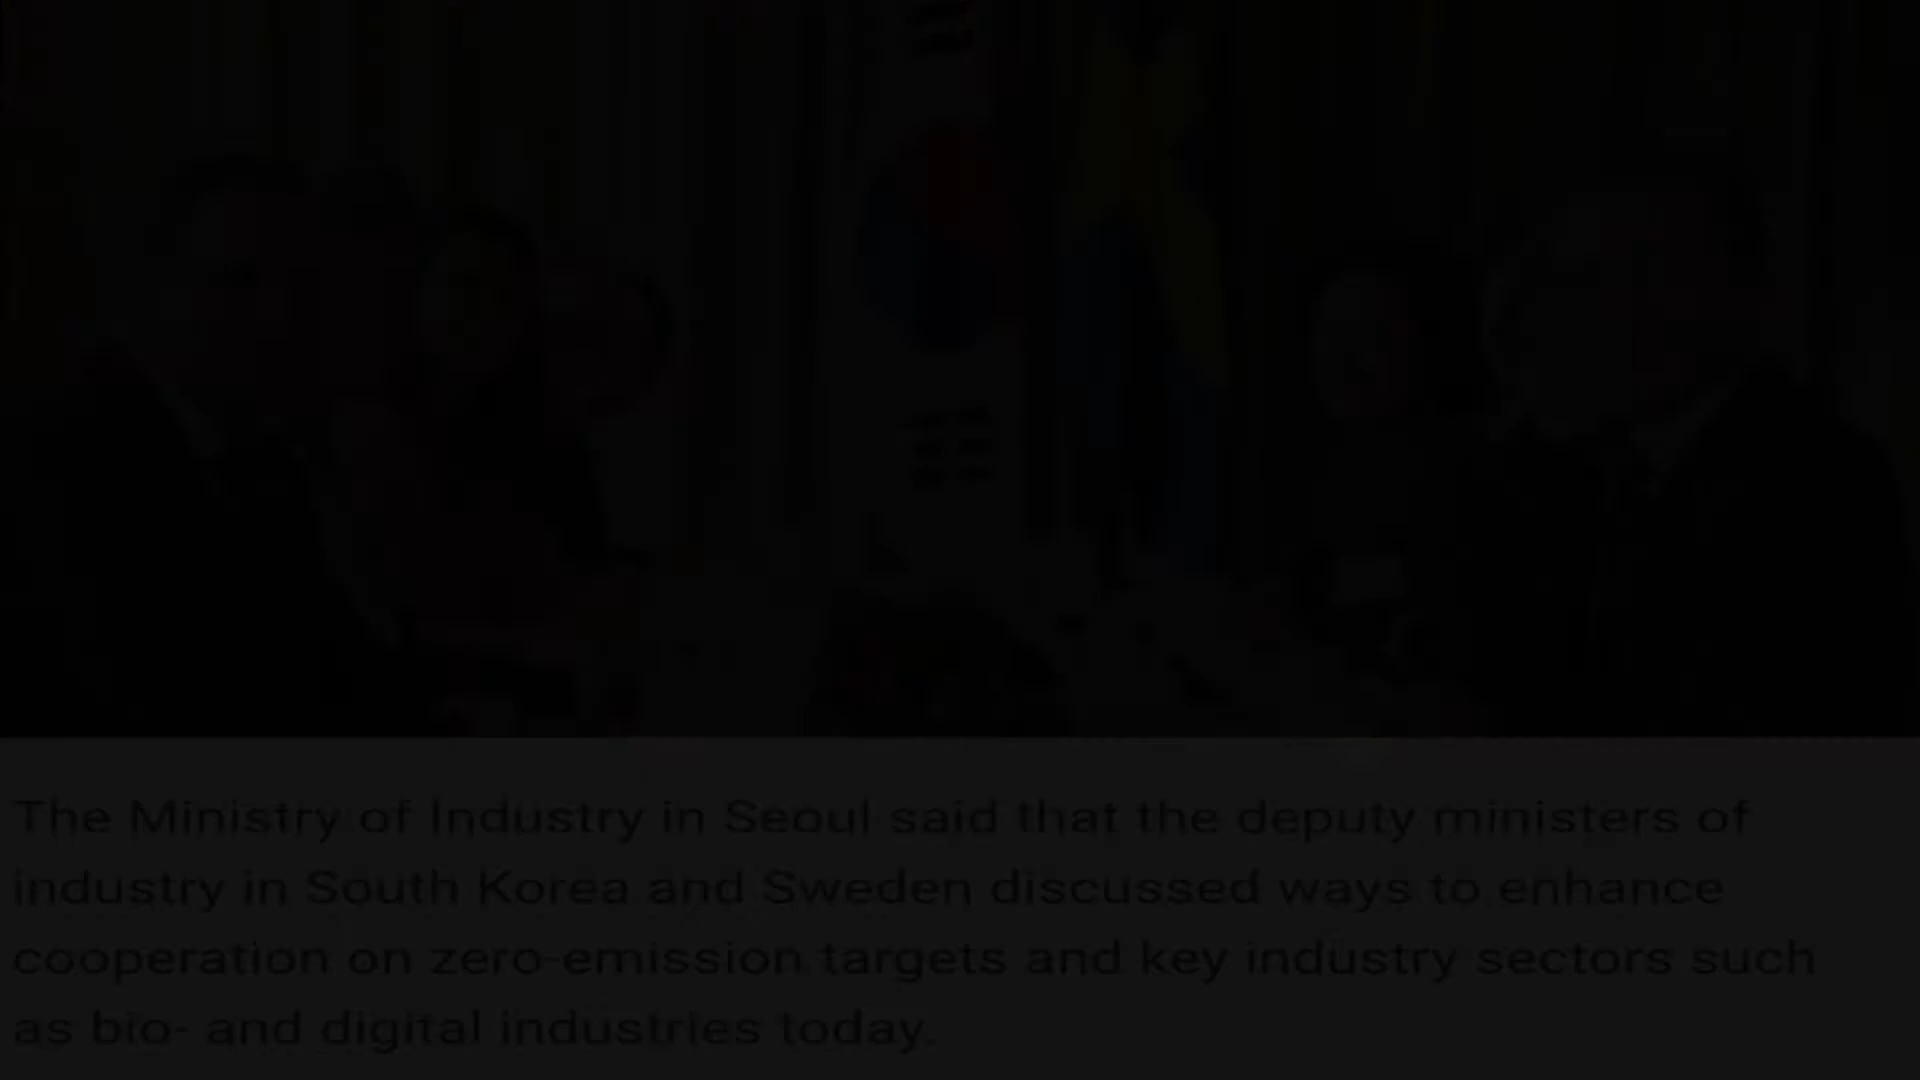 The Ministry of Industry in Seoul said that the deputy ministers of
industry in South Korea and Sweden discussed ways to enhance
cooperation on zero-emission targets and key industry sectors such
as bio- and digital industries today.